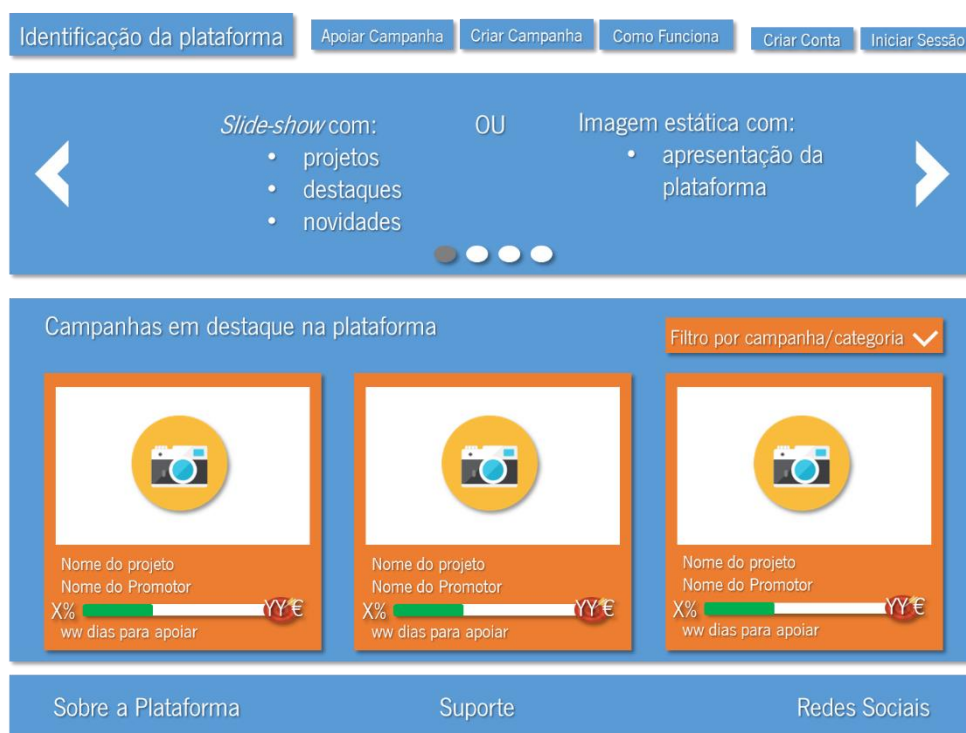 Identificação da plataforma
Apoiar Campanha
Criar Campanha
Como Funciona
Criar Conta
Iniciar Sessão
Slide-show com:
• projetos
• destaques
• novidades
OU
Imagem estática com:
• apresentação da
plataforma
Campanhas em destaque na plataforma
Filtro por campanha/categoria
Nome do projeto
Nome do Promotor
X%
YY €
ww dias para apoiar
Nome do projeto
Nome do Promotor
X%
YY €
ww dias para apoiar
Nome do projeto
Nome do Promotor
X%
YY €
ww dias para apoiar
Sobre a Plataforma
Suporte
Redes Sociais